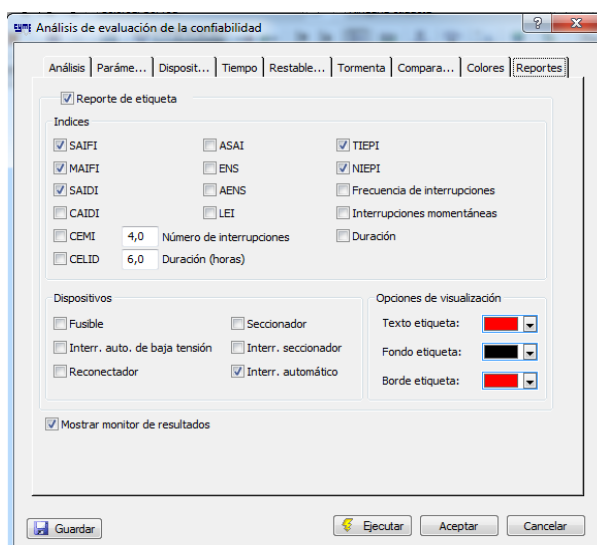 Análisis de evaluación de la confiabilidad
Análisis Paráme... Disposit... Tiempo Restable... Tormenta Compara... Colores Reportes
Reporte de etiqueta
Indices
SAIFI ASAI TIEPI
MAIFI ENS NIEPI
SAIDI AENS Frecuencia de interrupciones
CAIDI LEI Interrupciones momentáneas
CEMI 4,0 Número de interrupciones Duración
CELID 6,0 Duración (horas)
Dispositivos Opciones de visualización
Fusible Seccionador Texto etiqueta:
Interr. auto. de baja tensión Interr. seccionador Fondo etiqueta:
Reconectador Interr. automático Borde etiqueta:
Mostrar monitor de resultados
Guardar Ejecutar Aceptar Cancelar